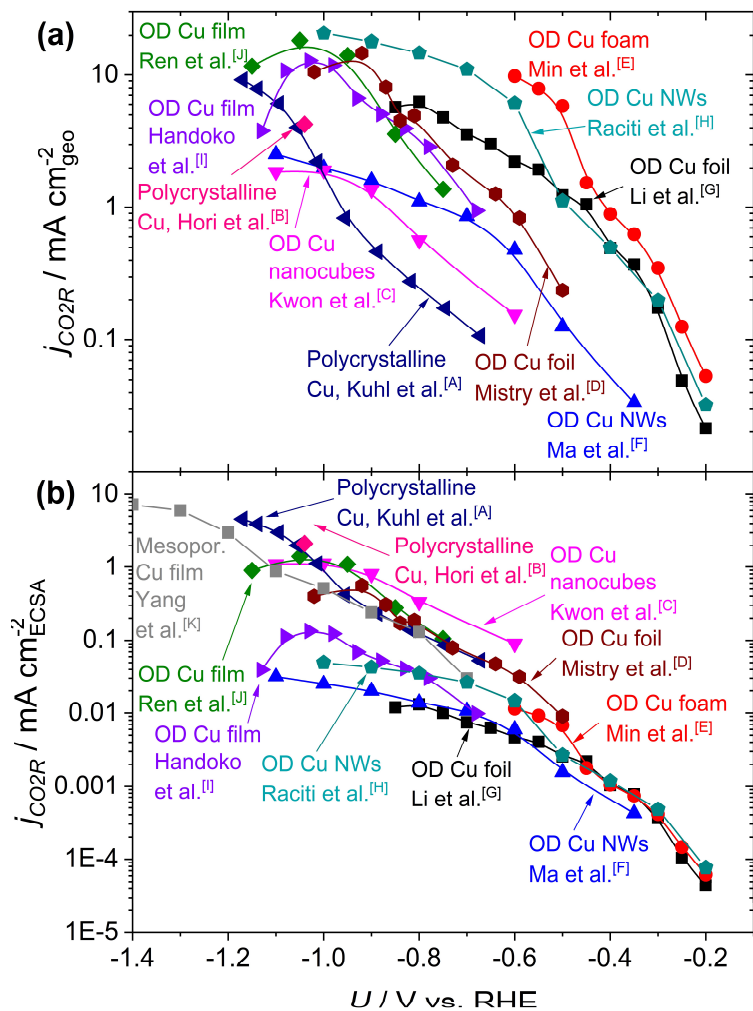 (a)
OD Cu film
Ren et al.[J]
OD Cu foam
Min et al.[E]
OD Cu NWs
Raciti et al.[H]
OD Cu film
Handoko
et al.[I]
OD Cu foil
Li et al.[G]
Polycrystalline
Cu, Hori et al.[B]
OD Cu
nanocubes
Kwon et al.[C]
Polycrystalline
Cu, Kuhl et al.[A]
OD Cu foil
Mistry et al.[D]
OD Cu NWs
Ma et al.[F]
10
1
0.1
jCO2R / mA cm-2geo
(b)
Polycrystalline
Cu, Kuhl et al.[A]
Mesopor.
Cu film
Yang
et al.[K]
Polycrystalline
Cu, Hori et al.[B]
OD Cu
nanocubes
Kwon et al.[C]
OD Cu foil
Mistry et al.[D]
OD Cu film
Ren et al.[J]
OD Cu foam
Min et al.[E]
OD Cu film
Handoko
et al.[I]
OD Cu NWs
Raciti et al.[H]
OD Cu foil
Li et al.[G]
OD Cu NWs
Ma et al.[F]
10
1
0.1
0.01
0.001
1E-4
1E-5
jCO2R / mA cm-2ECSA
-1.4 -1.2 -1.0 -0.8 -0.6 -0.4 -0.2
U / V vs. RHE